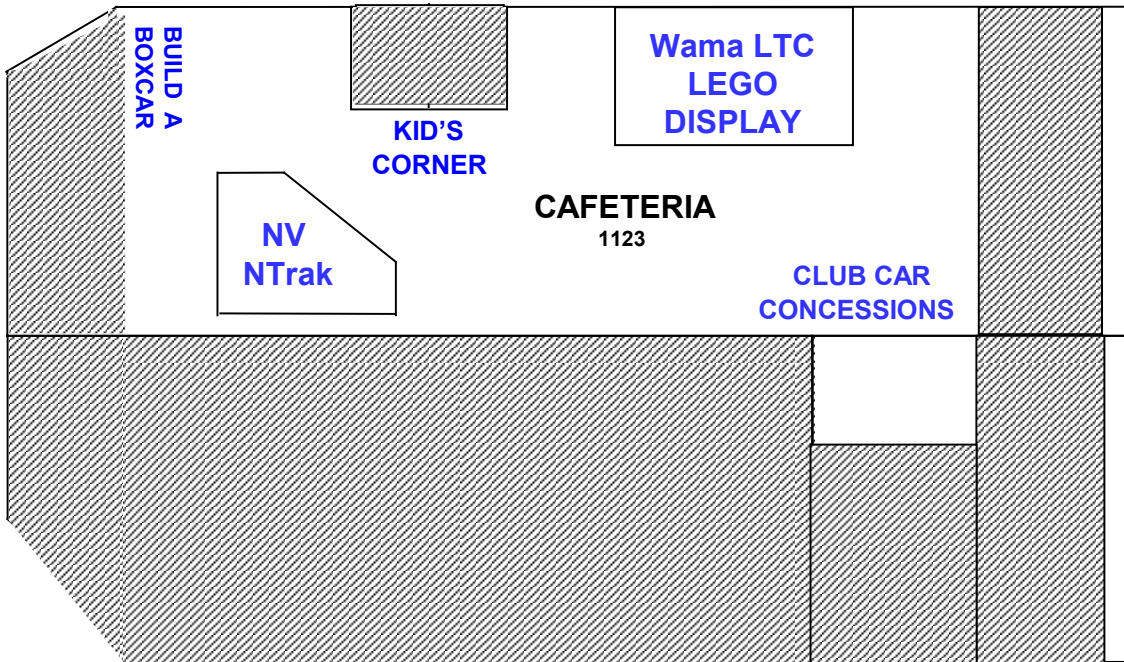 BUILD A
BOXCAR
KID'S
CORNER
Wama LTC
LEGO
DISPLAY
NV
NTrak
CAFETERIA
1123
CLUB CAR
CONCESSIONS